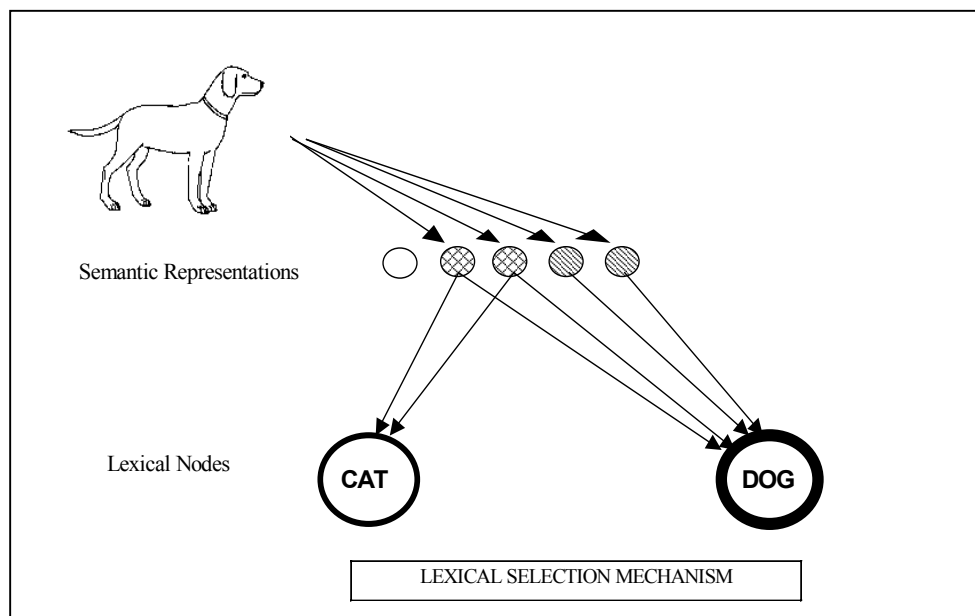 Semantic Representations
Lexical Nodes
CAT
DOG
LEXICAL SELECTION MECHANISM